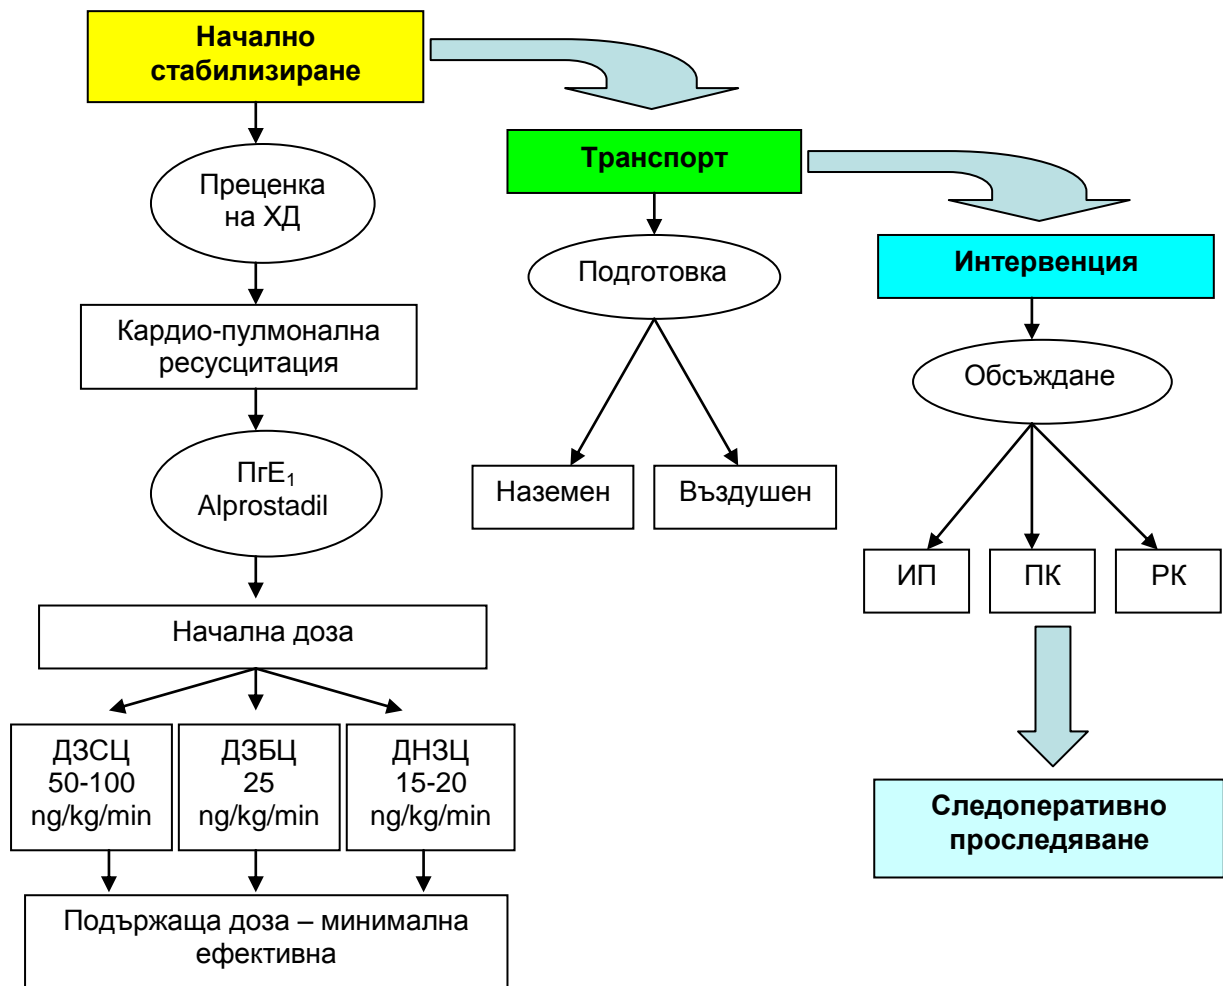 Начално
стабилизиране
Преценка
на ХД
Кардио-пулмонална
ресусцитация
ПгЕ₁
Alprostadil
Начална доза
ДЗСЦ
50-100
ng/kg/min
ДЗБЦ
25
ng/kg/min
ДНЗЦ
15-20
ng/kg/min
Подържаща доза – минимална
ефективна
Транспорт
Подготовка
Наземен
Въздушен
Интервенция
Обсъждане
ИП
ПК
РК
Следоперативно
проследяване